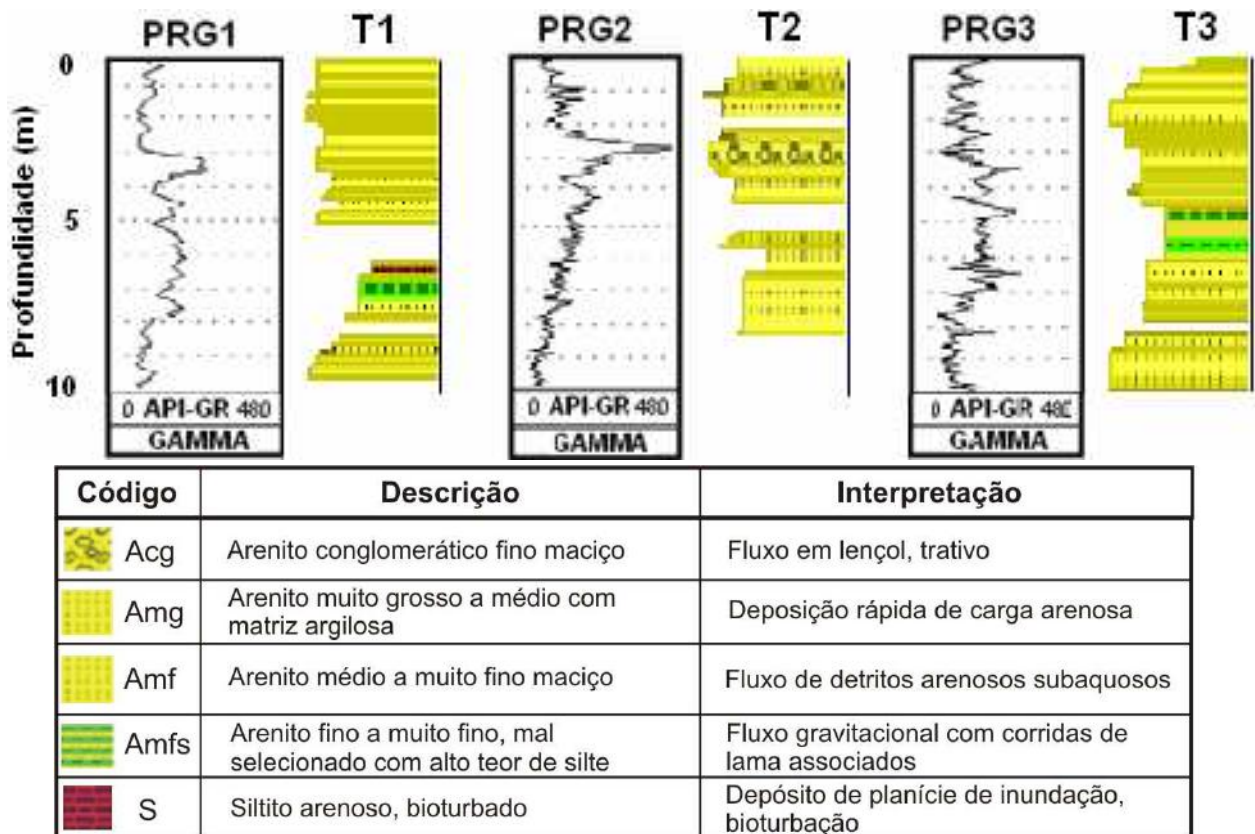 PRG1 T1 PRG2 T2 PRG3 T3
Profundidade (m)
0
5
10
0 API-GR 480
GAMMA
0 API-GR 480
GAMMA
0 API-GR 48
GAMMA
Código Descrição Interpretação
Acg Arenito conglomerático fino maciço Fluxo em lençol, trativo
Amg Arenito muito grosso a médio com
matriz argilosa Deposição rápida de carga arenosa
Amf Arenito médio a muito fino maciço Fluxo de detritos arenosos subaquosos
Amfs Arenito fino a muito fino, mal
selecionado com alto teor de silte Fluxo gravitacional com corridas de
lama associados
S Siltito arenoso, bioturbado Depósito de planície de inundação,
bioturbação